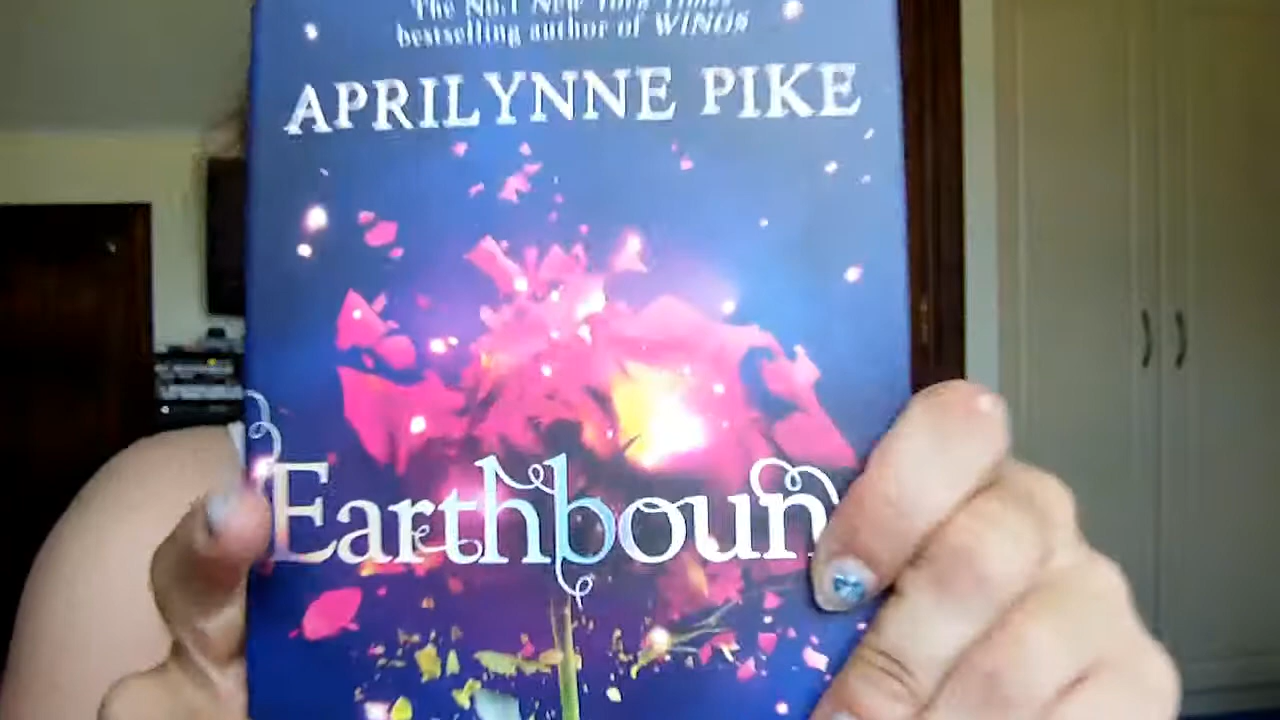 The No.1 New York Times
bestselling author of WINGS
APRILYNNE PIKE
Earthboun